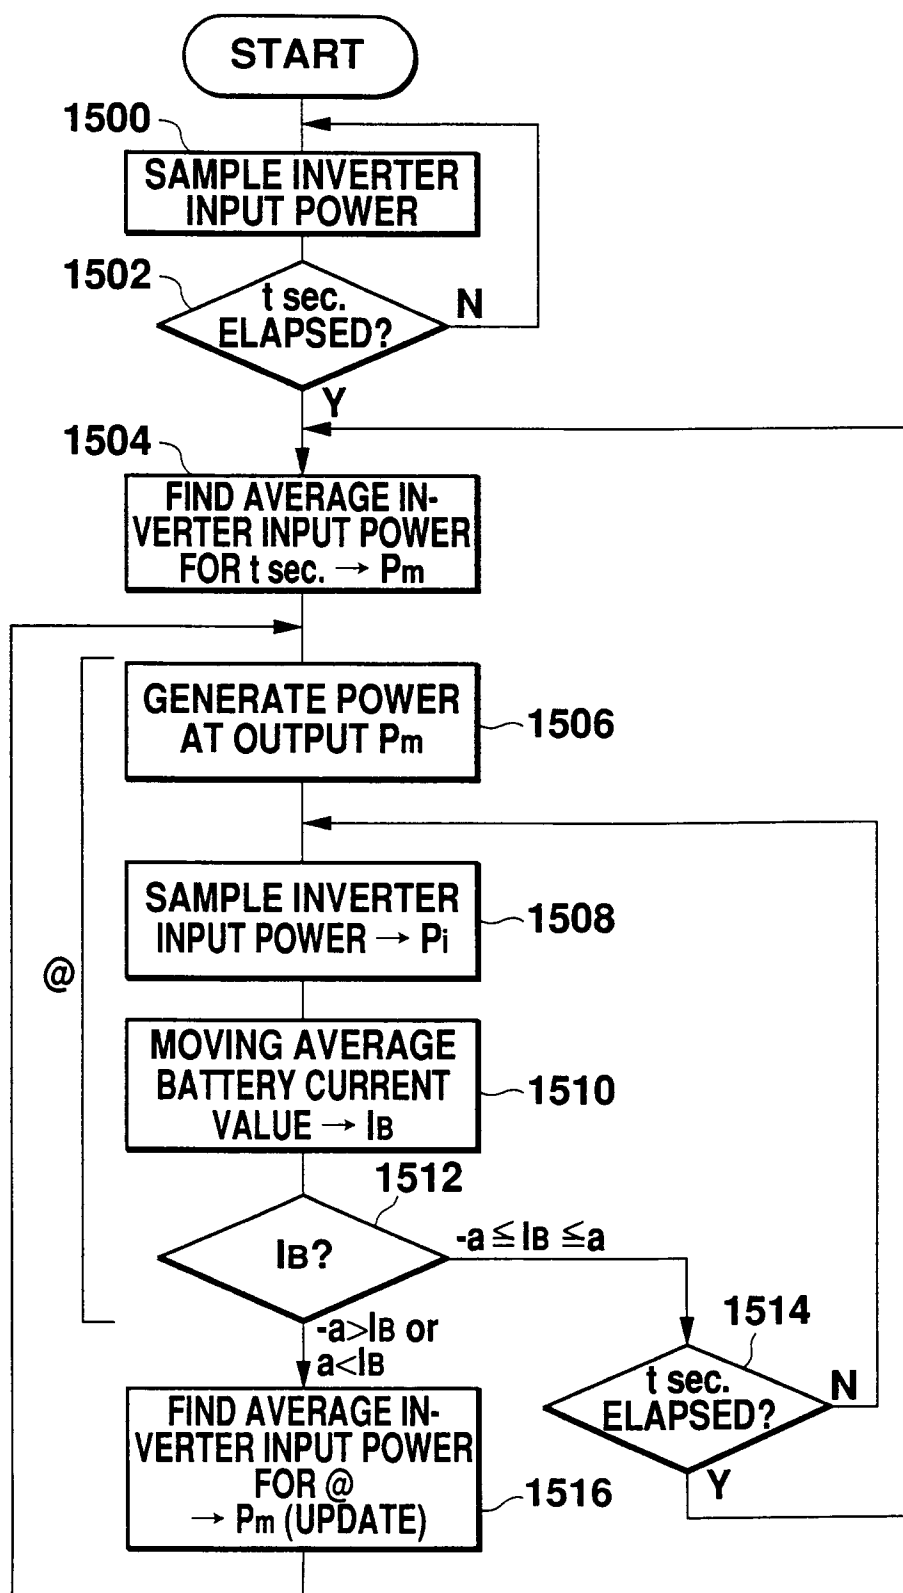 START
1500
SAMPLE INVERTER
INPUT POWER
1502
t sec.
ELAPSED?
N
Y
1504
FIND AVERAGE IN-
VERTER INPUT POWER
FOR t sec. → Pm
GENERATE POWER
AT OUTPUT Pm
1506
SAMPLE INVERTER
INPUT POWER → Pi
1508
@
MOVING AVERAGE
BATTERY CURRENT
VALUE → IB
1510
1512
IB?
-a ≦ IB ≦ a
-a>IB or
a<IB
1514
t sec.
ELAPSED?
N
Y
FIND AVERAGE IN-
VERTER INPUT POWER
FOR @
→ Pm (UPDATE)
1516